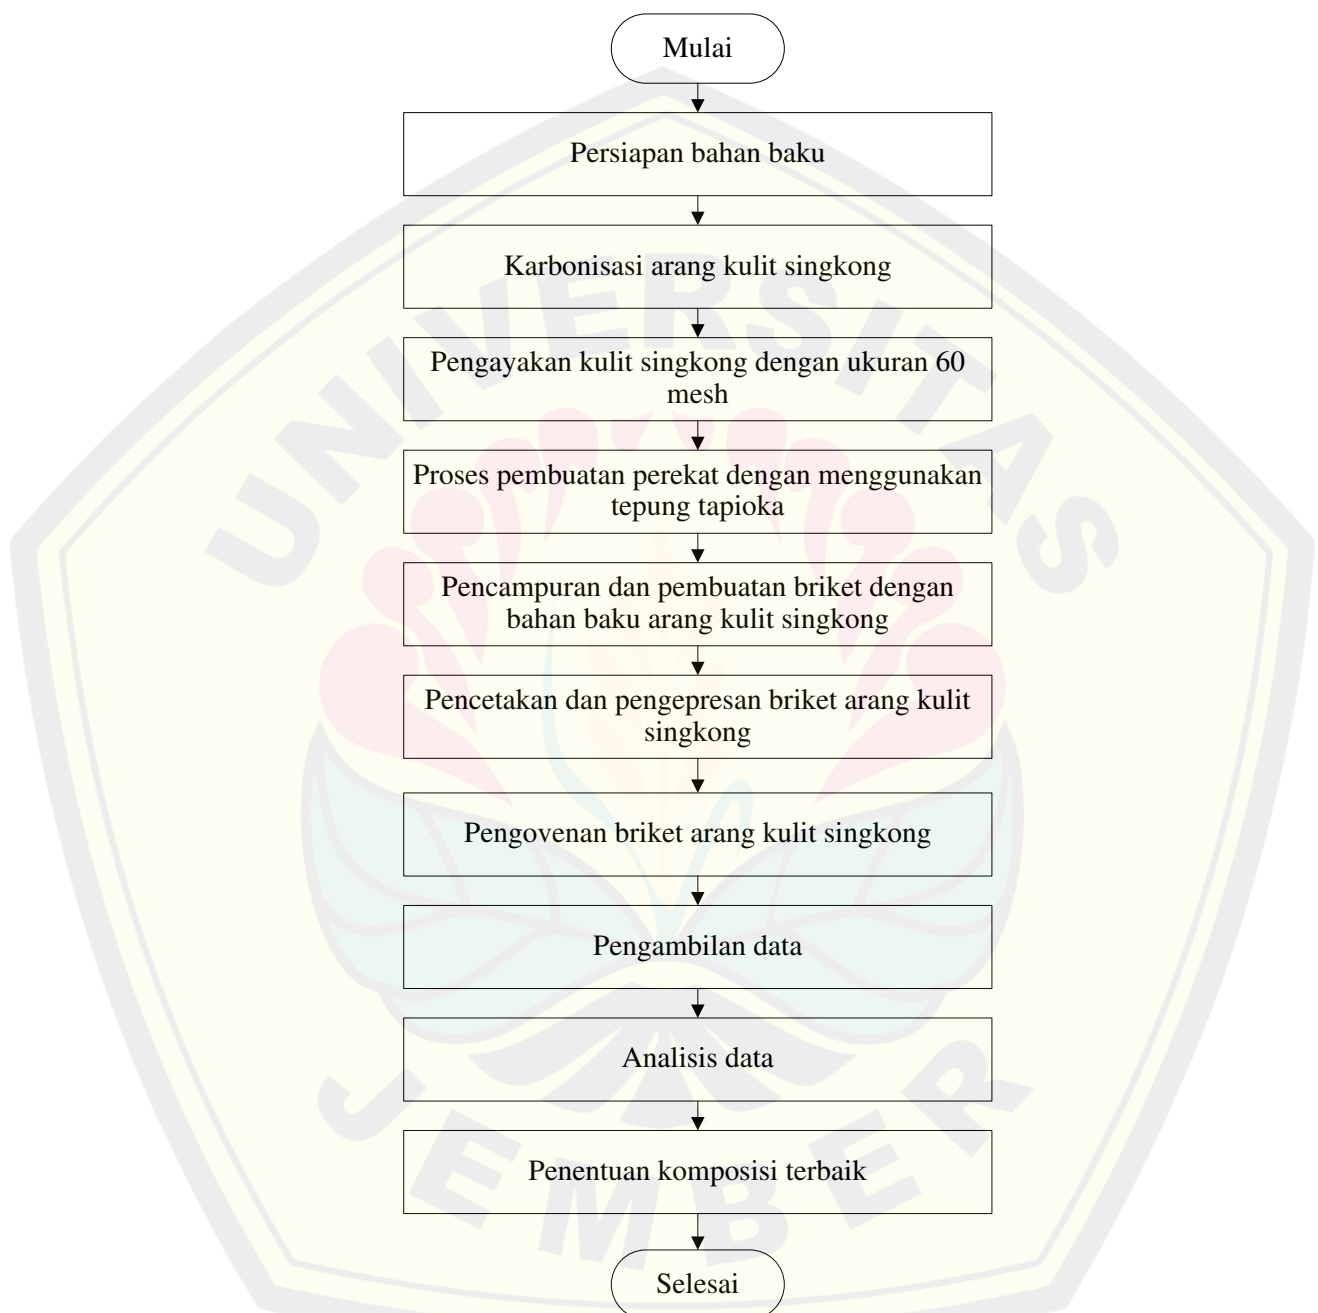 Mulai
Persiapan bahan baku
Karbonisasi arang kulit singkong
Pengayakan kulit singkong dengan ukuran 60
mesh
Proses pembuatan perekat dengan menggunakan
tepung tapioka
Pencampuran dan pembuatan briket dengan
bahan baku arang kulit singkong
Pencetakan dan pengepresan briket arang kulit
singkong
Pengovenan briket arang kulit singkong
Pengambilan data
Analisis data
Penentuan komposisi terbaik
Selesai
UNIVERSITAS
JEMBER